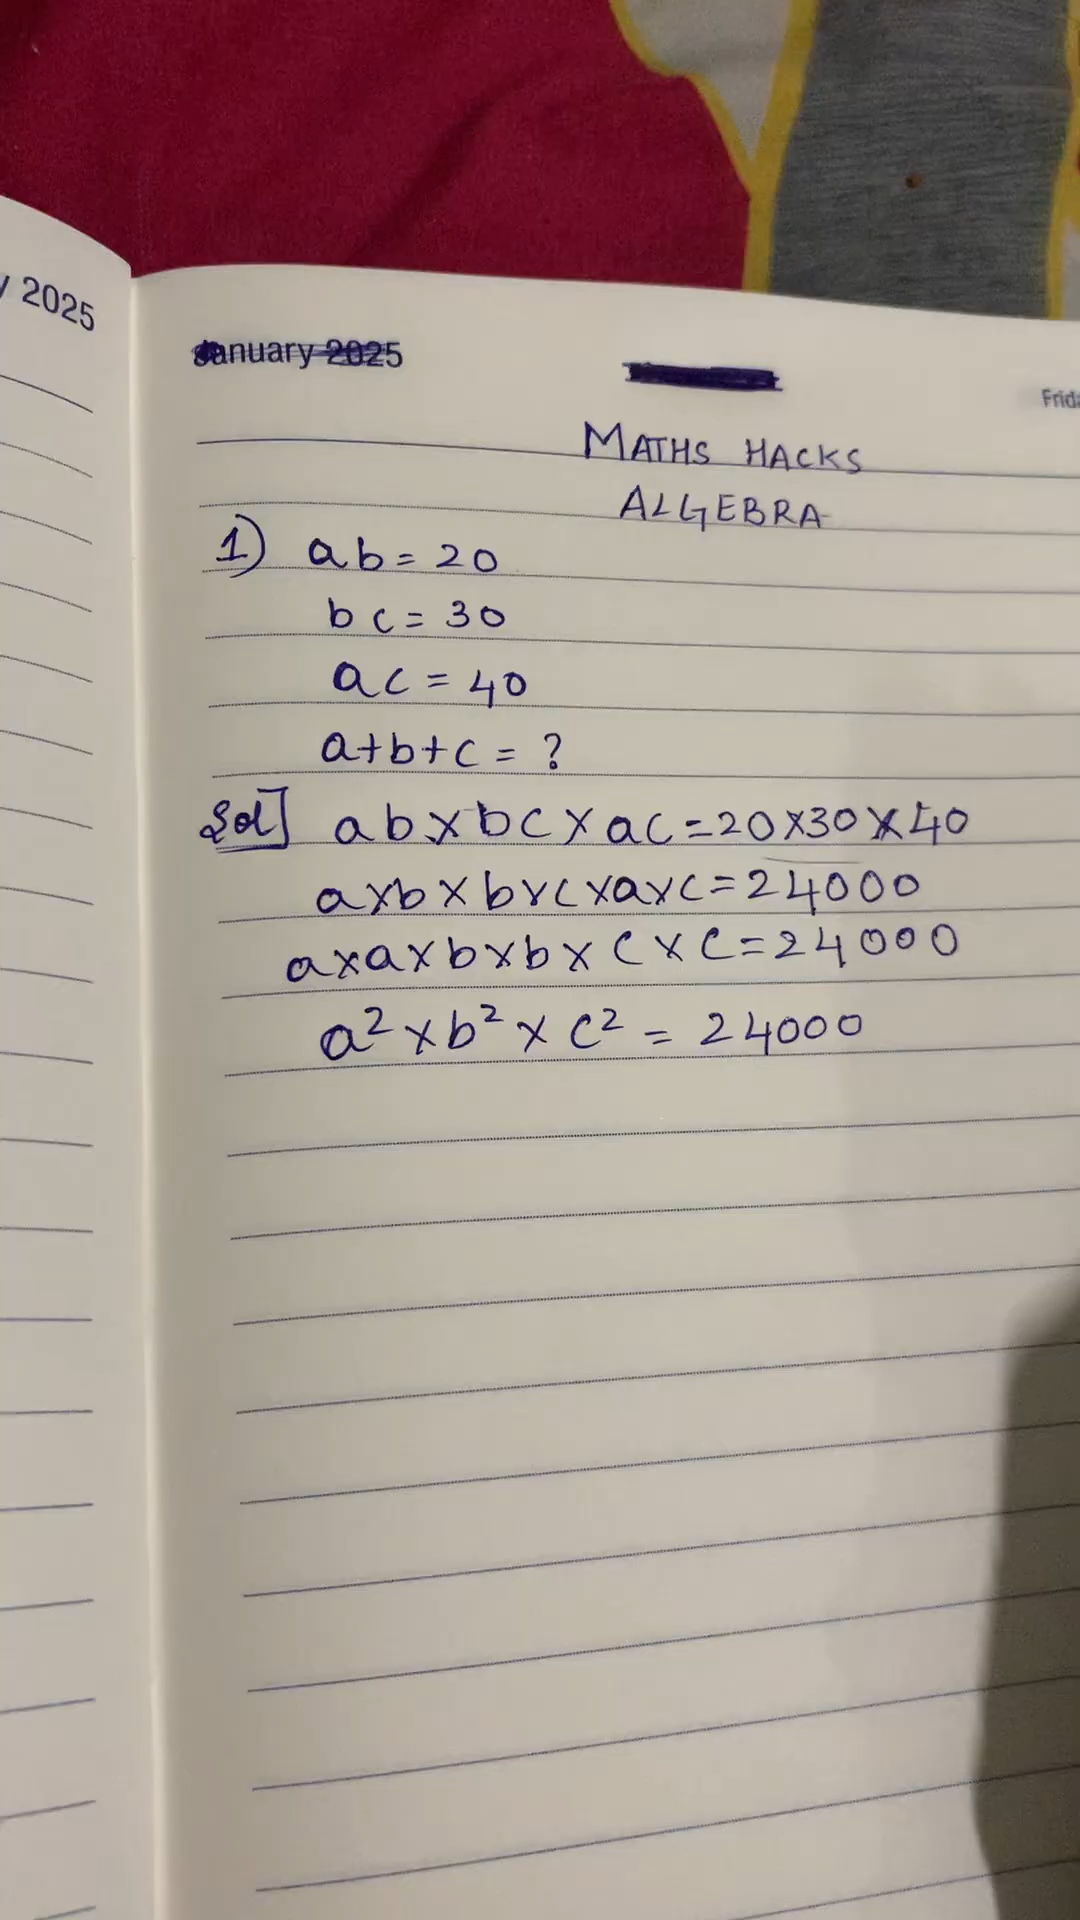 y 2025
January 2025
Frida
MATHS HACKS
ALGEBRA
1) ab = 20
bc = 30
ac = 40
a+b+c = ?
Sol] ab×bc×ac=20×30×40
a×b×b×c×a×c=24000
a×a×b×b×c×c=24000
a²×b²×c² = 24000